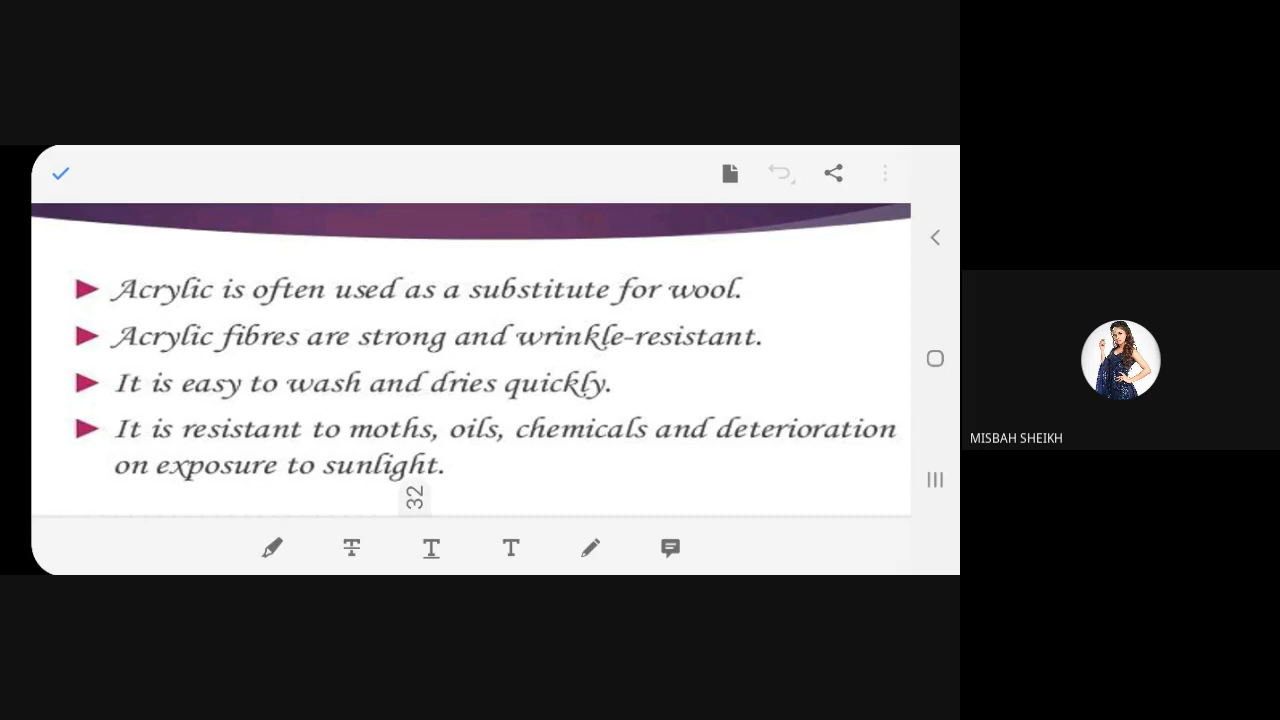 Acrylic is often used as a substitute for wool.
Acrylic fibres are strong and wrinkle-resistant.
It is easy to wash and dries quickly.
It is resistant to moths, oils, chemicals and deterioration
on exposure to sunlight.
32
MISBAH SHEIKH